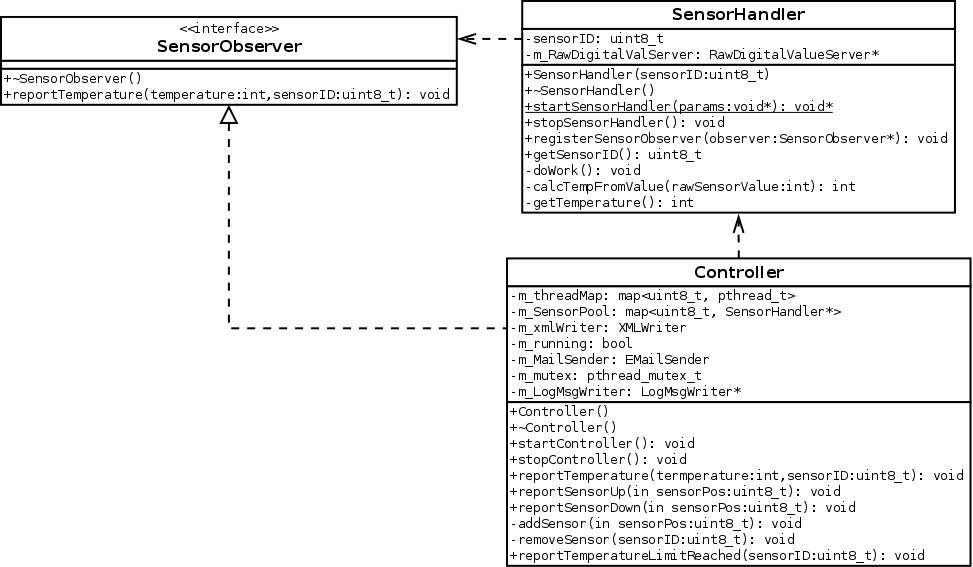 <<interface>>
SensorObserver
+~SensorObserver()
+reportTemperature(temperature:int,sensorID:uint8_t): void
SensorHandler
-sensorID: uint8_t
-m_RawDigitalValServer: RawDigitalValueServer*
+SensorHandler(sensorID:uint8_t)
+~SensorHandler()
+startSensorHandler(params:void*): void*
+stopSensorHandler(): void
+registerSensorObserver(observer:SensorObserver*): void
+getSensorID(): uint8_t
-doWork(): void
-calcTempFromValue(rawSensorValue:int): int
-getTemperature(): int
Controller
-m_threadMap: map<uint8_t, pthread_t>
-m_SensorPool: map<uint8_t, SensorHandler*>
-m_xmlWriter: XMLWriter
-m_running: bool
-m_MailSender: EMailSender
-m_mutex: pthread_mutex_t
-m_LogMsgWriter: LogMsgWriter*
+Controller()
+~Controller()
+startController(): void
+stopController(): void
+reportTemperature(termperature:int,sensorID:uint8_t): void
+reportSensorUp(in sensorPos:uint8_t): void
+reportSensorDown(in sensorPos:uint8_t): void
-addSensor(in sensorPos:uint8_t): void
-removeSensor(sensorID:uint8_t): void
+reportTemperatureLimitReached(sensorID:uint8_t): void